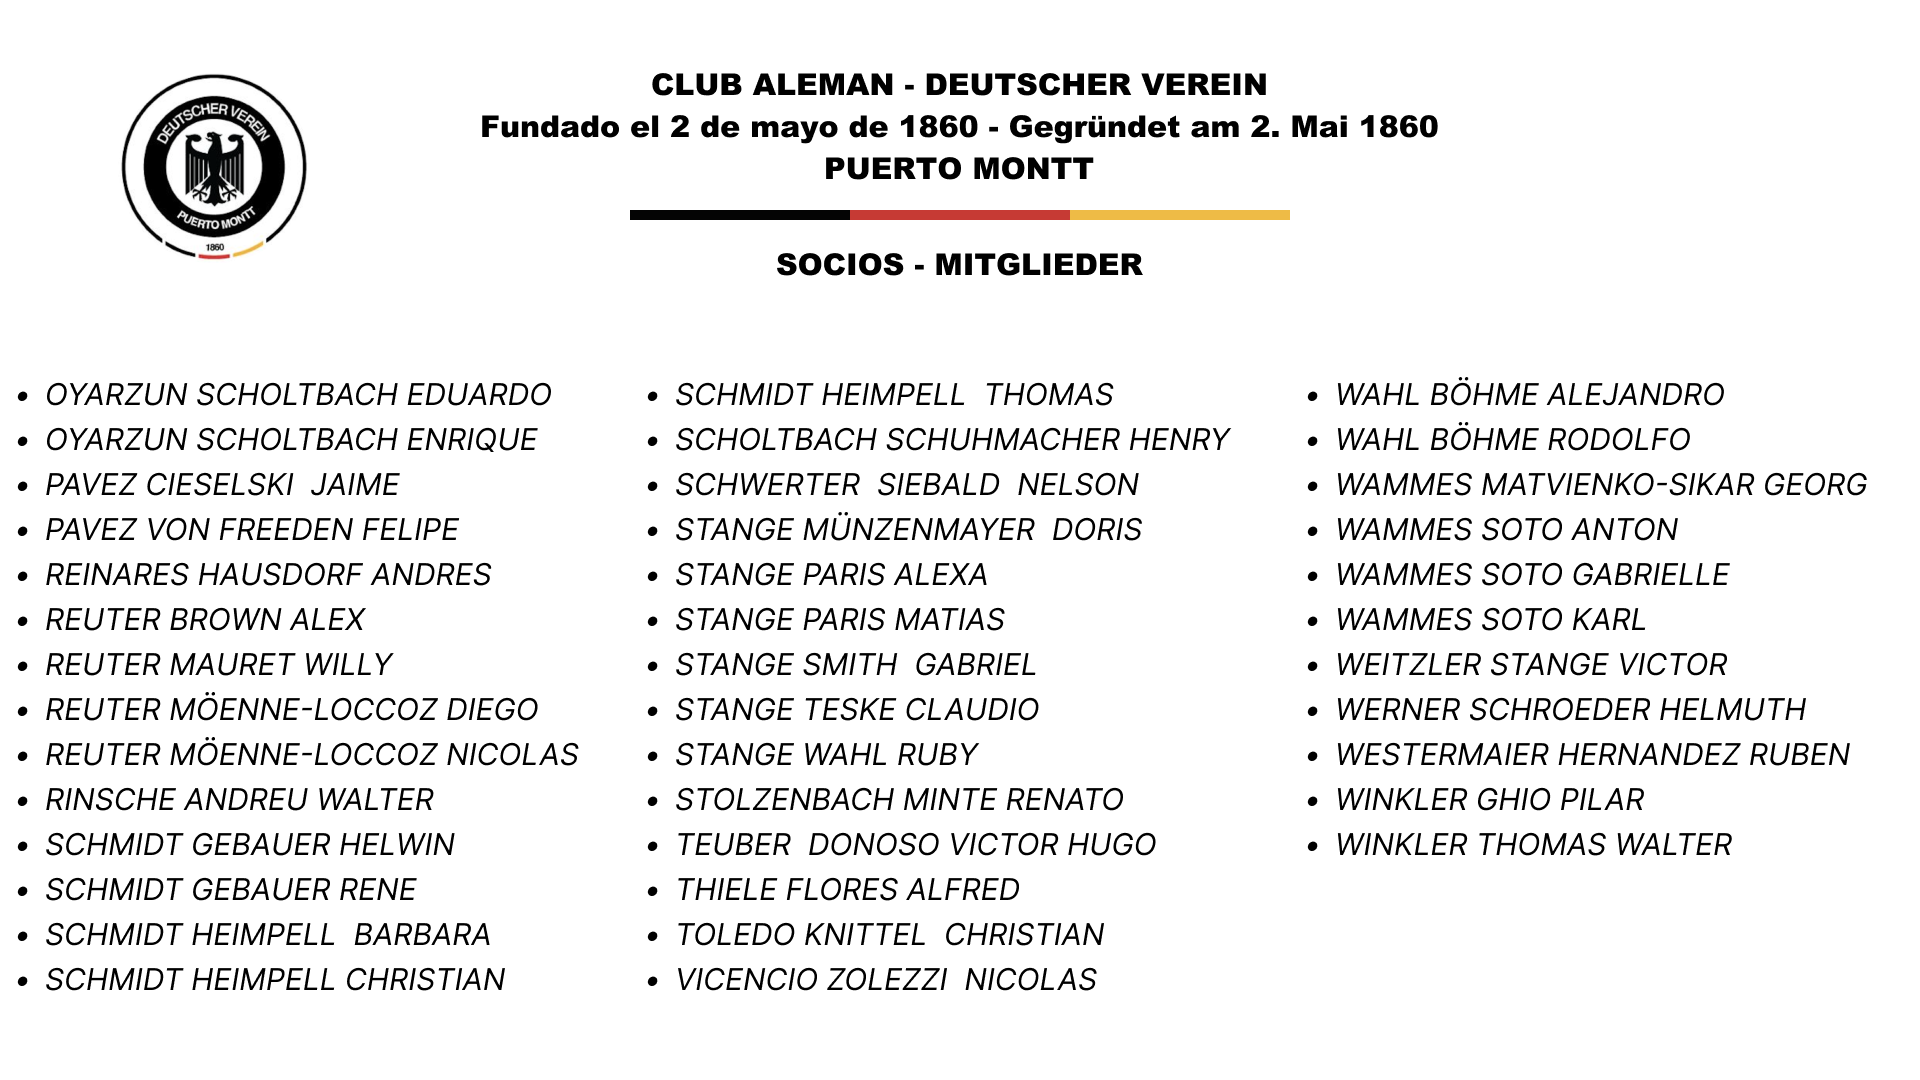 DEUTSCHER VEREIN
PUERTO MONTT
1860
CLUB ALEMAN - DEUTSCHER VEREIN
Fundado el 2 de mayo de 1860 - Gegründet am 2. Mai 1860
PUERTO MONTT
SOCIOS - MITGLIEDER
• OYARZUN SCHOLTBACH EDUARDO
• OYARZUN SCHOLTBACH ENRIQUE
• PAVEZ CIESELSKI  JAIME
• PAVEZ VON FREEDEN FELIPE
• REINARES HAUSDORF ANDRES
• REUTER BROWN ALEX
• REUTER MAURET WILLY
• REUTER MÖENNE-LOCCOZ DIEGO
• REUTER MÖENNE-LOCCOZ NICOLAS
• RINSCHE ANDREU WALTER
• SCHMIDT GEBAUER HELWIN
• SCHMIDT GEBAUER RENE
• SCHMIDT HEIMPELL  BARBARA
• SCHMIDT HEIMPELL CHRISTIAN
• SCHMIDT HEIMPELL  THOMAS
• SCHOLTBACH SCHUHMACHER HENRY
• SCHWERTER  SIEBALD  NELSON
• STANGE MÜNZENMAYER  DORIS
• STANGE PARIS ALEXA
• STANGE PARIS MATIAS
• STANGE SMITH  GABRIEL
• STANGE TESKE CLAUDIO
• STANGE WAHL RUBY
• STOLZENBACH MINTE RENATO
• TEUBER  DONOSO VICTOR HUGO
• THIELE FLORES ALFRED
• TOLEDO KNITTEL  CHRISTIAN
• VICENCIO ZOLEZZI  NICOLAS
• WAHL BÖHME ALEJANDRO
• WAHL BÖHME RODOLFO
• WAMMES MATVIENKO-SIKAR GEORG
• WAMMES SOTO ANTON
• WAMMES SOTO GABRIELLE
• WAMMES SOTO KARL
• WEITZLER STANGE VICTOR
• WERNER SCHROEDER HELMUTH
• WESTERMAIER HERNANDEZ RUBEN
• WINKLER GHIO PILAR
• WINKLER THOMAS WALTER